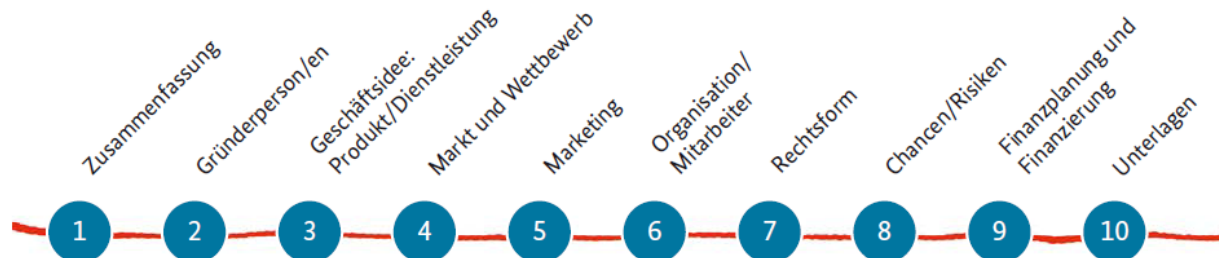 Zusammenfassung
Gründerperson/en
Geschäftsidee:
Produkt/Dienstleistung
Markt und Wettbewerb
Marketing
Organisation/
Mitarbeiter
Rechtsform
Chancen/Risiken
Finanzplanung und
Finanzierung
Unterlagen
1
2
3
4
5
6
7
8
9
10